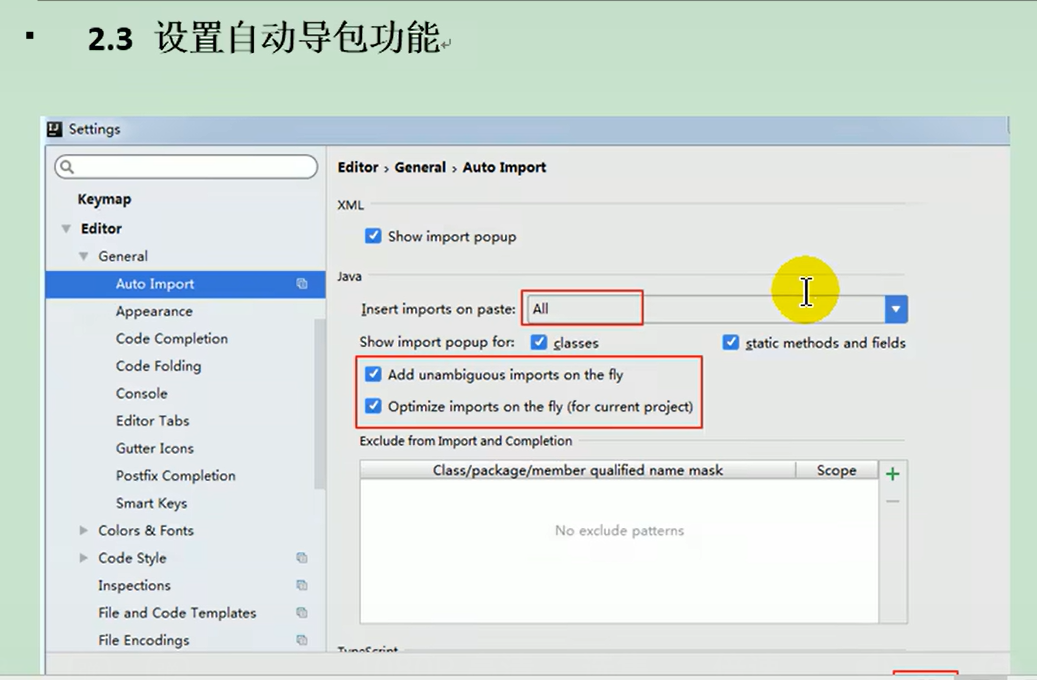 ▪ 2.3 设置自动导包功能
Settings
Editor › General › Auto Import
Keymap
Editor
General
Auto Import
Appearance
Code Completion
Code Folding
Console
Editor Tabs
Gutter Icons
Postfix Completion
Smart Keys
Colors & Fonts
Code Style
Inspections
File and Code Templates
File Encodings
XML
Show import popup
Java
Insert imports on paste: All
Show import popup for: classes static methods and fields
Add unambiguous imports on the fly
Optimize imports on the fly (for current project)
Exclude from Import and Completion
Class/package/member qualified name mask Scope
No exclude patterns
TypeScript